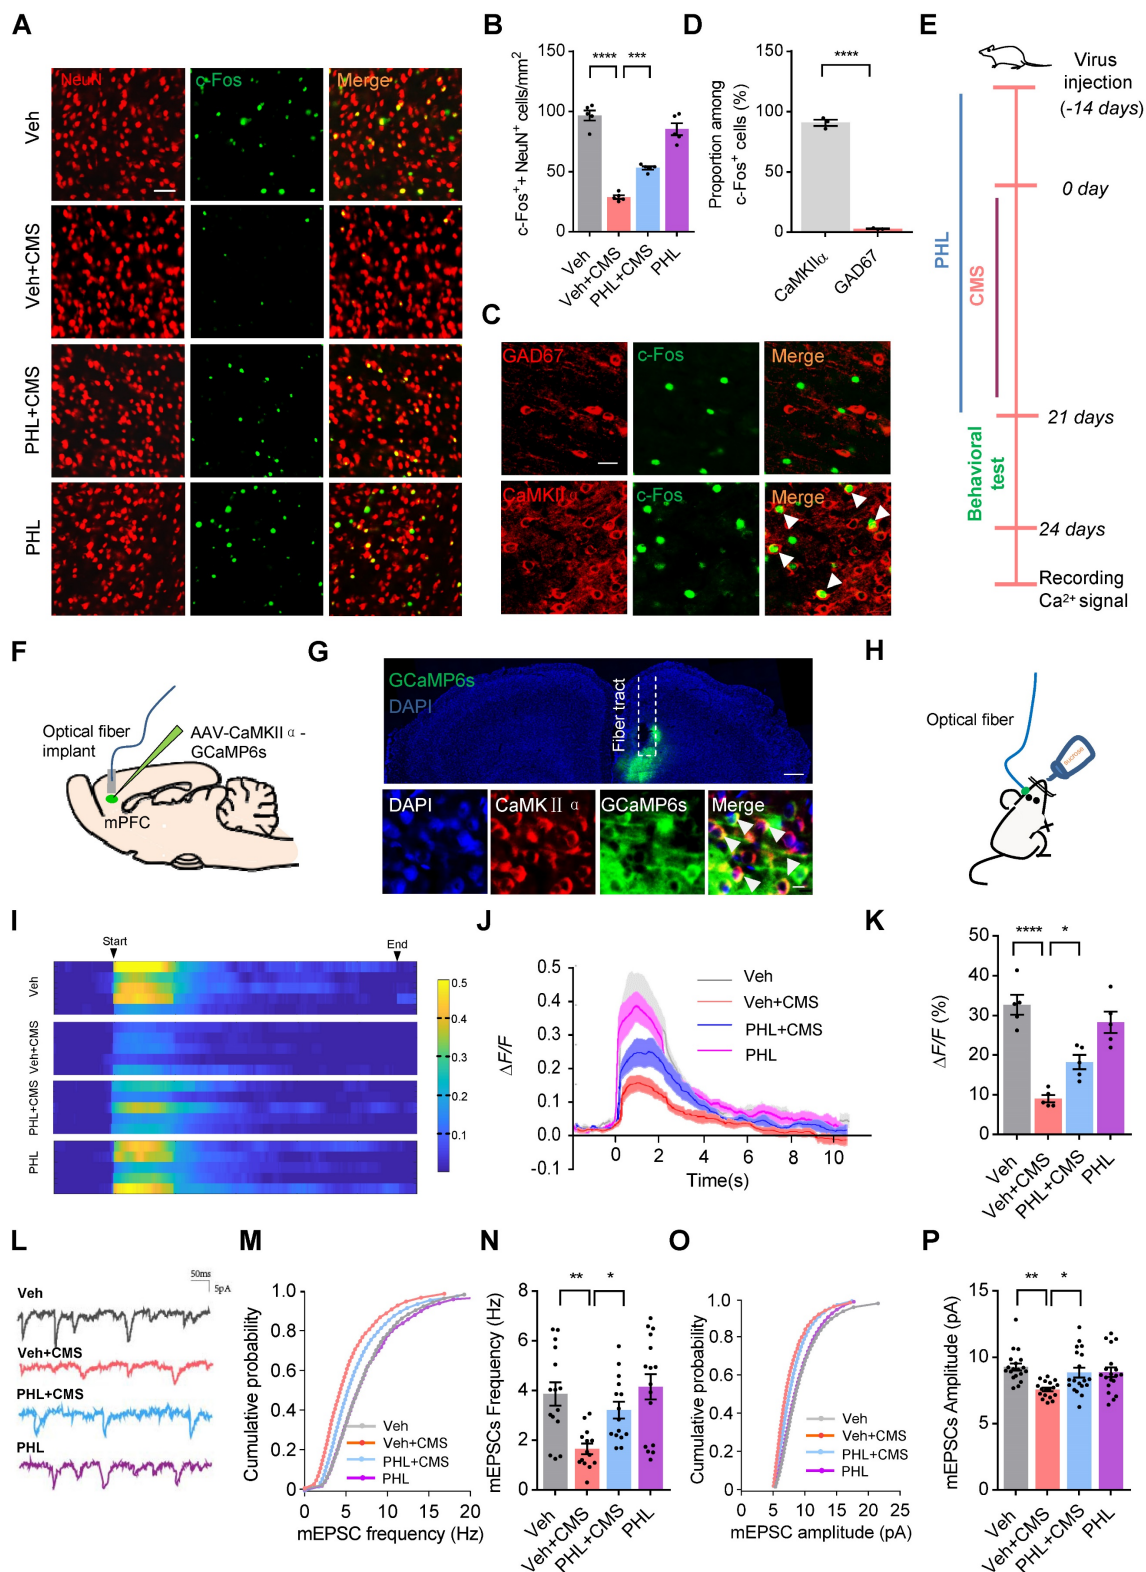 A
NeuN
c-Fos
Merge
Veh
Veh+CMS
PHL+CMS
PHL
B
c-Fos⁺+ NeuN⁺ cells/mm²
150
100
50
0
****
***
Veh
Veh+CMS
PHL+CMS
PHL
D
Proportion among
c-Fos⁺ cells (%)
150
100
50
0
****
CaMKIIα
GAD67
C
GAD67
c-Fos
Merge
CaMKII α
c-Fos
Merge
E
Virus
injection
(-14 days)
0 day
PHL
CMS
21 days
Behavioral
test
24 days
Recording
Ca²⁺ signal
F
Optical fiber
implant
AAV-CaMKII α-
GCaMP6s
mPFC
G
GCaMP6s
DAPI
Fiber tract
DAPI
CaMK II α
GCaMP6s
Merge
H
Optical fiber
sucrose
I
Start
End
Veh
Veh+CMS
PHL+CMS
PHL
0.5
0.4
0.3
0.2
0.1
J
ΔF/F
0.5
0.4
0.3
0.2
0.1
0.0
-0.1
0
2
4
6
8
10
Time(s)
Veh
Veh+CMS
PHL+CMS
PHL
K
ΔF/F (%)
50
40
30
20
10
0
****
*
Veh
Veh+CMS
PHL+CMS
PHL
L
50ms
5pA
Veh
Veh+CMS
PHL+CMS
PHL
M
Cumulative probability
1.0
0.8
0.6
0.4
0.2
0
0
5
10
15
20
mEPSC frequency (Hz)
Veh
Veh+CMS
PHL+CMS
PHL
N
mEPSCs Frequency (Hz)
8
6
4
2
0
**
*
Veh
Veh+CMS
PHL+CMS
PHL
O
Cumulative probability
1.0
0.8
0.6
0.4
0.2
0
0
5
10
15
20
25
mEPSC amplitude (pA)
Veh
Veh+CMS
PHL+CMS
PHL
P
mEPSCs Amplitude (pA)
15
10
5
0
**
*
Veh
Veh+CMS
PHL+CMS
PHL